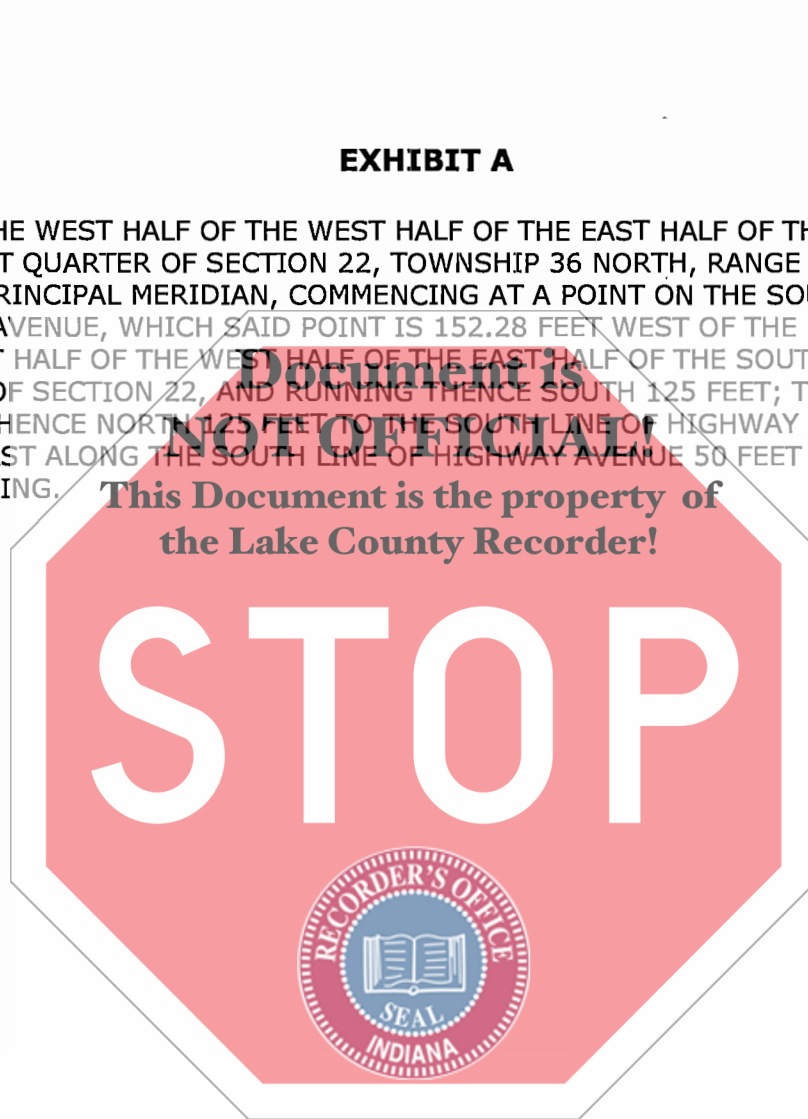 EXHIBIT A
HE WEST HALF OF THE WEST HALF OF THE EAST HALF OF TH
T QUARTER OF SECTION 22, TOWNSHIP 36 NORTH, RANGE
RINCIPAL MERIDIAN, COMMENCING AT A POINT ON THE SOU
AVENUE, WHICH SAID POINT IS 152.28 FEET WEST OF THE
T HALF OF THE WEST HALF OF THE EAST HALF OF THE SOUT
OF SECTION 22, AND RUNNING THENCE SOUTH 125 FEET; T
HENCE NORTH 125 FEET TO THE SOUTH LINE OF HIGHWAY
ST ALONG THE SOUTH LINE OF HIGHWAY AVENUE 50 FEET
ING.
Document is
NOT OFFICIAL!
This Document is the property of
the Lake County Recorder!
STOP
RECORDER'S OFFICE
SEAL
INDIANA